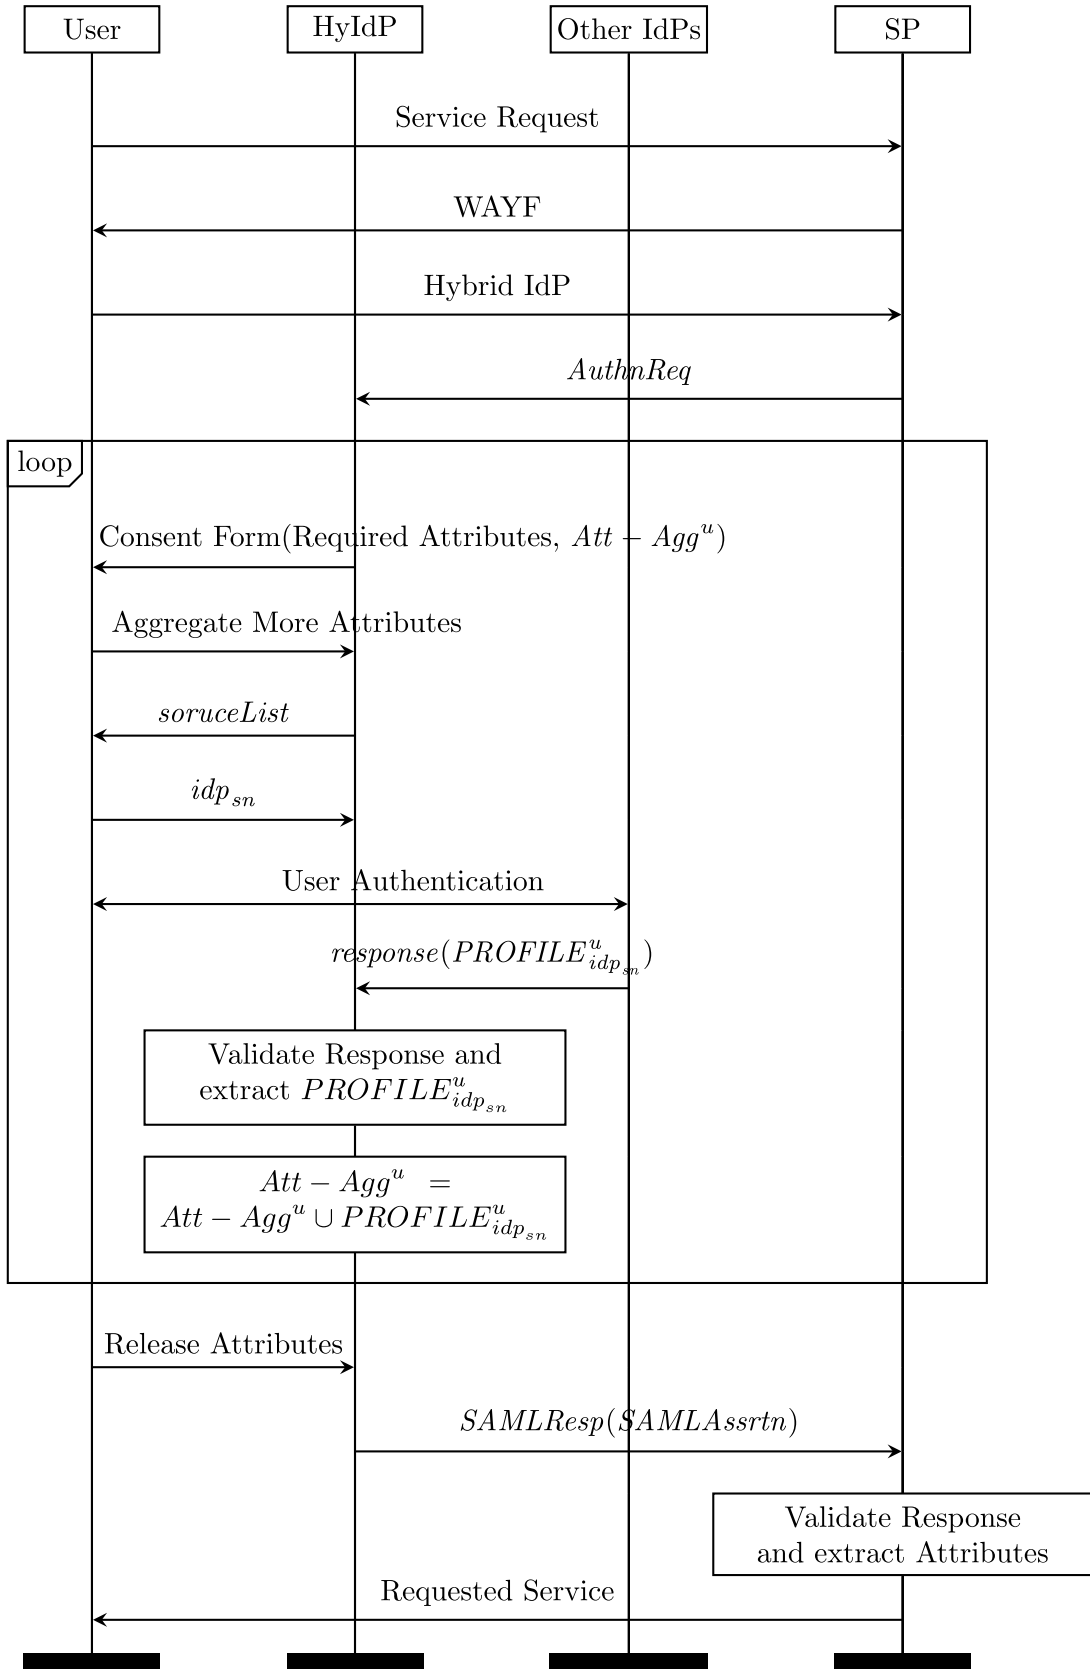 User
HyIdP
Other IdPs
SP
Service Request
WAYF
Hybrid IdP
AuthnReq
loop
Consent Form(Required Attributes, Att − Agg^u)
Aggregate More Attributes
soruceList
idp_sn
User Authentication
response(PROFILE^u_idp_sn)
Validate Response and
extract PROFILE^u_idp_sn
Att − Agg^u =
Att − Agg^u ∪ PROFILE^u_idp_sn
Release Attributes
SAMLResp(SAMLAssrtn)
Validate Response
and extract Attributes
Requested Service